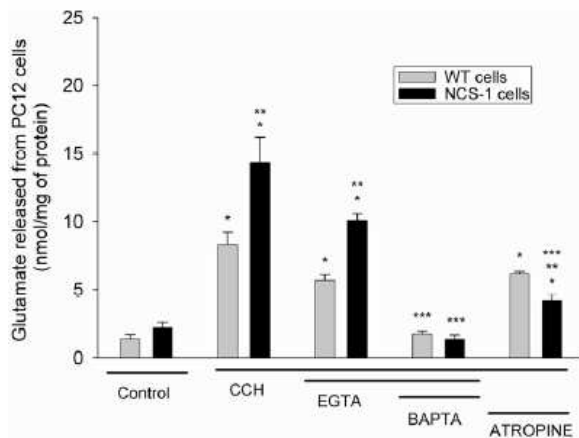 Glutamate released from PC12 cells
(nmol/mg of protein)
25
20
15
10
5
0
WT cells
NCS-1 cells
*
**
*
*
**
*
***
***
*
***
**
*
Control
CCH
EGTA
BAPTA
ATROPINE